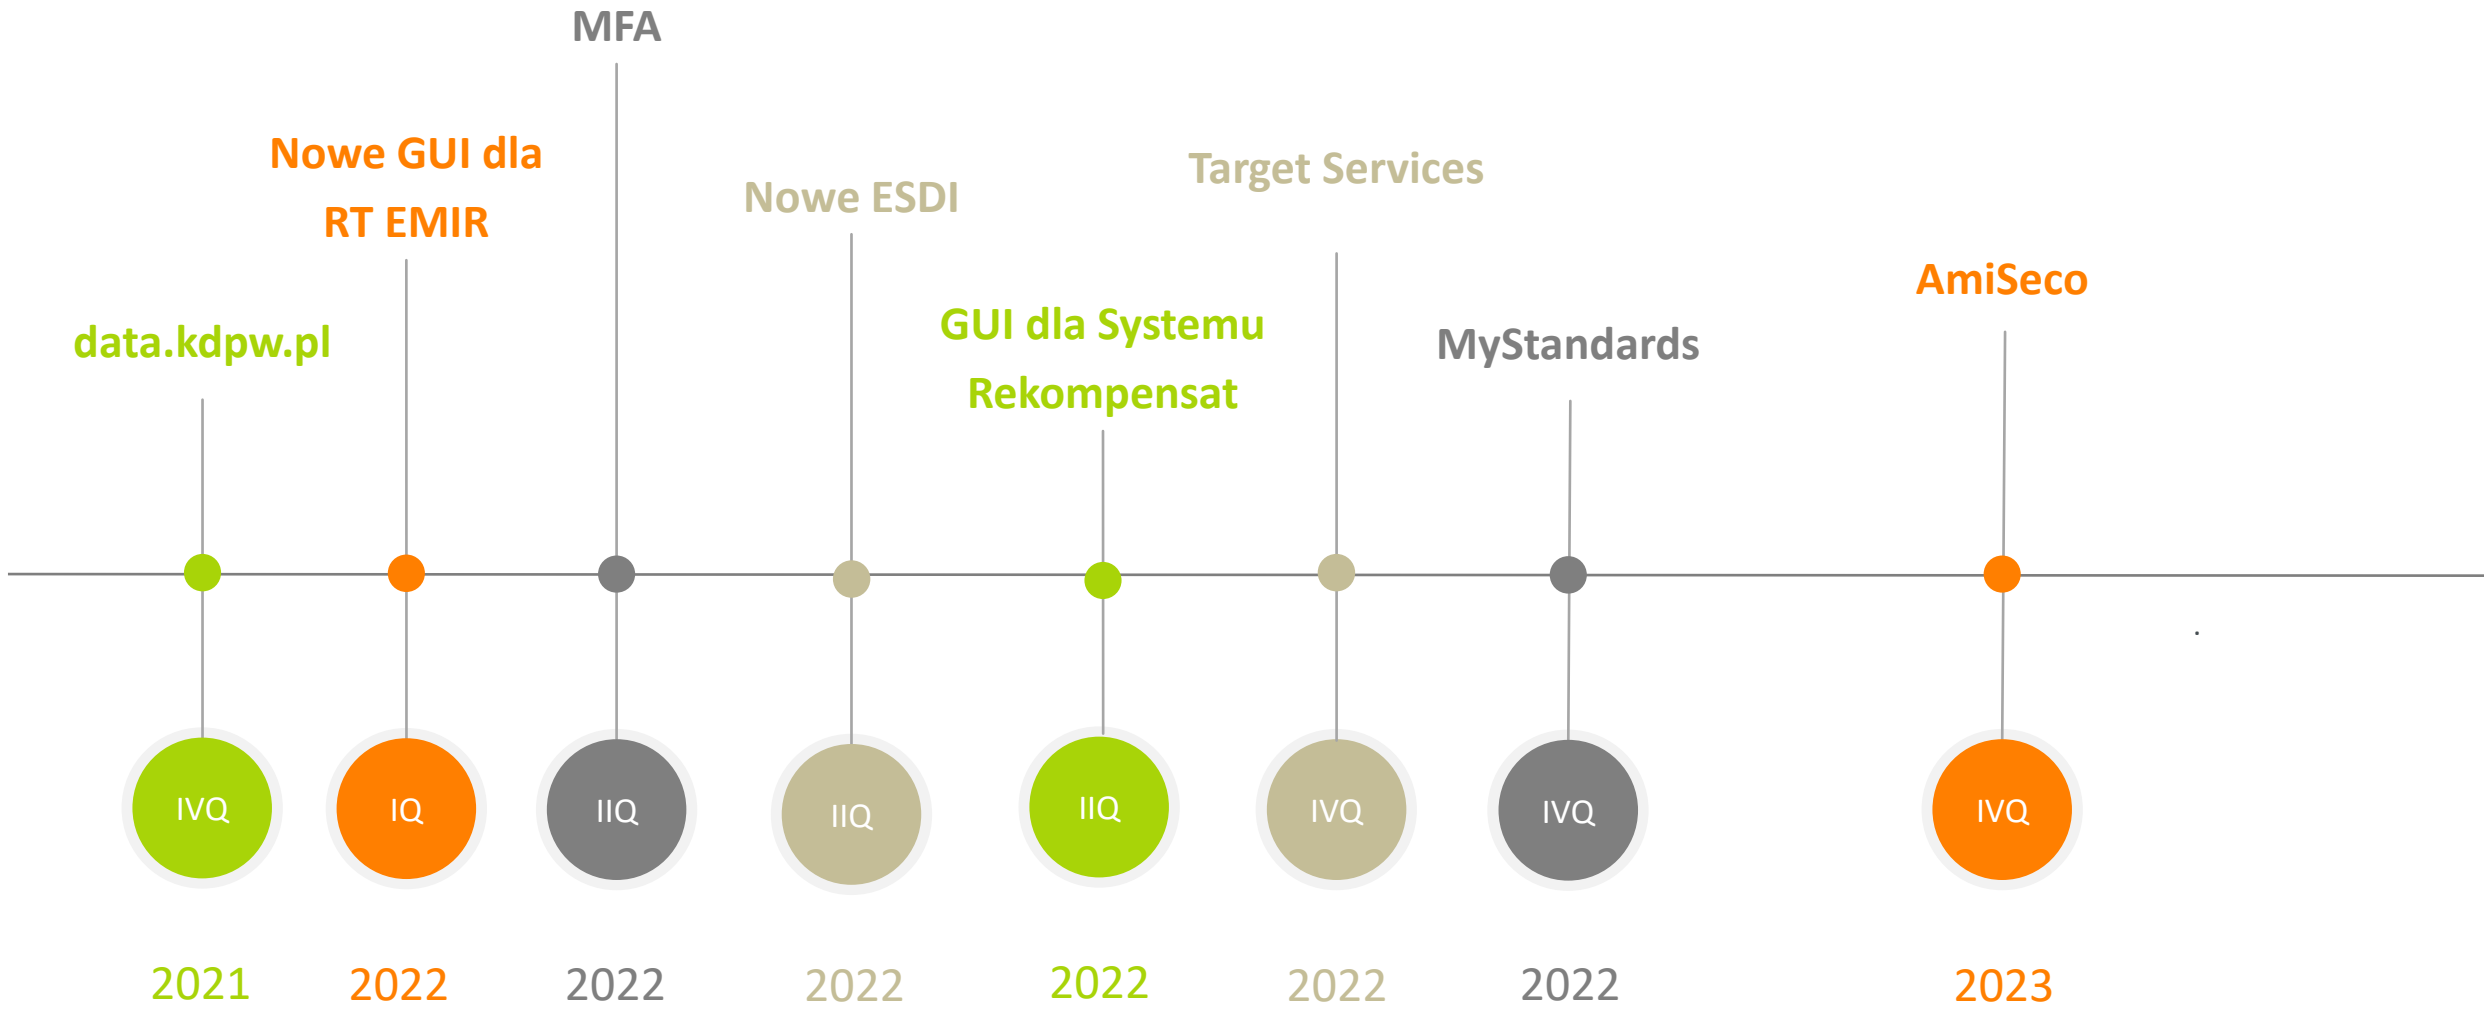 MFA
Nowe GUI dla
RT EMIR
Target Services
Nowe ESDI
AmiSeco
data.kdpw.pl
GUI dla Systemu
Rekompensat
MyStandards
.
IVQ
IQ
IIQ
IIQ
IIQ
IVQ
IVQ
IVQ
2021
2022
2022
2022
2022
2022
2022
2023